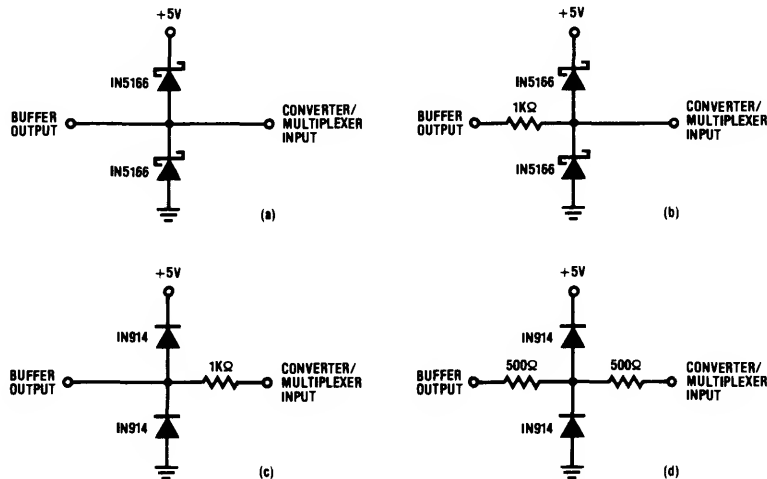 +5V
IN5166
BUFFER
OUTPUT
CONVERTER/
MULTIPLEXER
INPUT
IN5166
(a)
+5V
IN5166
1KΩ
BUFFER
OUTPUT
CONVERTER/
MULTIPLEXER
INPUT
IN5166
(b)
+5V
IN914
1KΩ
BUFFER
OUTPUT
CONVERTER/
MULTIPLEXER
INPUT
IN914
(c)
+5V
IN914
500Ω
500Ω
BUFFER
OUTPUT
CONVERTER/
MULTIPLEXER
INPUT
IN914
(d)